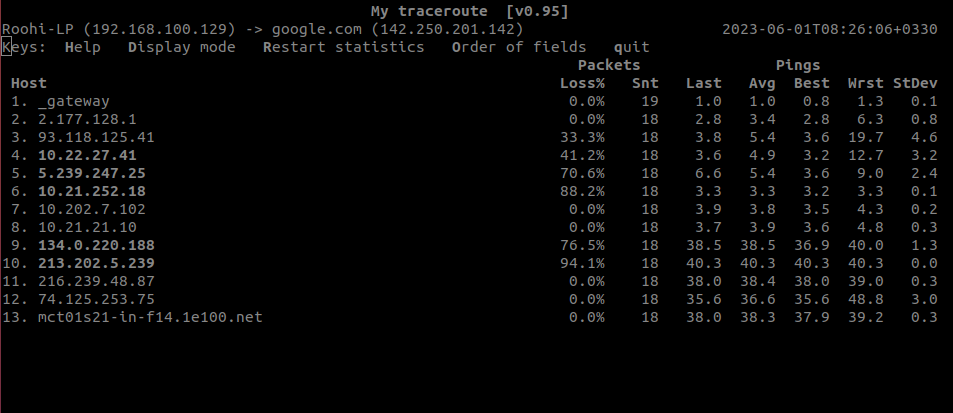 My traceroute [v0.95]
Roohi-LP (192.168.100.129) -> google.com (142.250.201.142) 2023-06-01T08:26:06+0330
Keys: Help Display mode Restart statistics Order of fields quit
Packets Pings
Host Loss% Snt Last Avg Best Wrst StDev
1. _gateway 0.0% 19 1.0 1.0 0.8 1.3 0.1
2. 2.177.128.1 0.0% 18 2.8 3.4 2.8 6.3 0.8
3. 93.118.125.41 33.3% 18 3.8 5.4 3.6 19.7 4.6
4. 10.22.27.41 41.2% 18 3.6 4.9 3.2 12.7 3.2
5. 5.239.247.25 70.6% 18 6.6 5.4 3.6 9.0 2.4
6. 10.21.252.18 88.2% 18 3.3 3.3 3.2 3.3 0.1
7. 10.202.7.102 0.0% 18 3.9 3.8 3.5 4.3 0.2
8. 10.21.21.10 0.0% 18 3.7 3.9 3.6 4.8 0.3
9. 134.0.220.188 76.5% 18 38.5 38.5 36.9 40.0 1.3
10. 213.202.5.239 94.1% 18 40.3 40.3 40.3 40.3 0.0
11. 216.239.48.87 0.0% 18 38.0 38.4 38.0 39.0 0.3
12. 74.125.253.75 0.0% 18 35.6 36.6 35.6 48.8 3.0
13. mct01s21-in-f14.1e100.net 0.0% 18 38.0 38.3 37.9 39.2 0.3